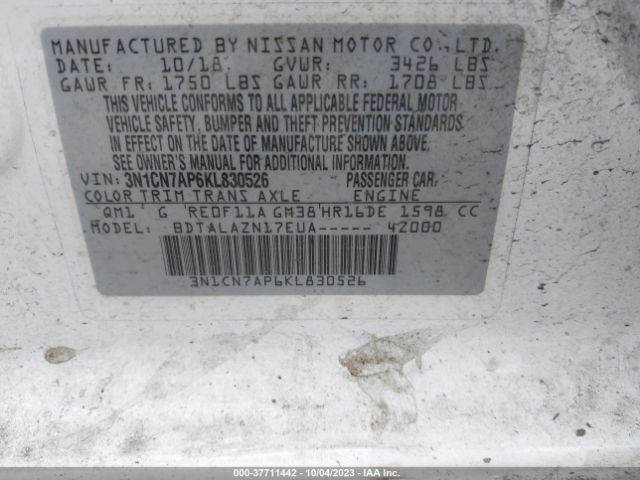 MANUFACTURED BY NISSAN MOTOR CO., LTD.
DATE: 10/18 GVWR: 3426 LBS
GAWR FR: 1750 LBS GAWR RR: 1708 LBS
THIS VEHICLE CONFORMS TO ALL APPLICABLE FEDERAL MOTOR
VEHICLE SAFETY, BUMPER AND THEFT PREVENTION STANDARDS
IN EFFECT ON THE DATE OF MANUFACTURE SHOWN ABOVE.
SEE OWNER'S MANUAL FOR ADDITIONAL INFORMATION.
VIN: 3N1CN7AP6KL830526 PASSENGER CAR
COLOR TRIM TRANS AXLE ENGINE
QM1 G RE0F11A GM38 HR16DE 1598 CC
MODEL: BDTALAZN17EUA----- 42000
3N1CN7AP6KL830526
000-37711442 - 10/04/2023 - IAA Inc.